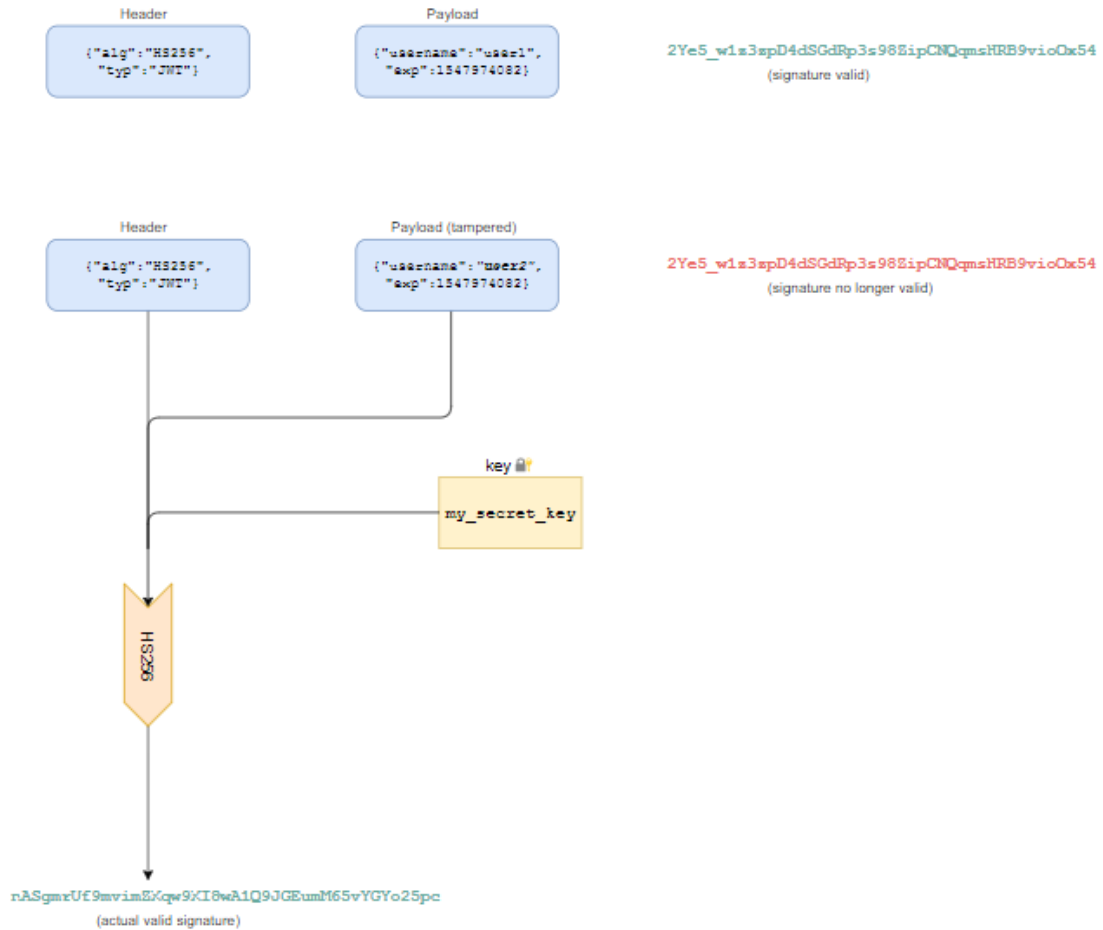 Header
Payload
{"alg":"HS256",
"typ":"JWT"}
{"username":"user1",
"exp":1547974082}
2Ye5_w1z3zpD4dSGdRp3s98ZipCNQqmsHRB9vioOx54
(signature valid)
Header
Payload (tampered)
{"alg":"HS256",
"typ":"JWT"}
{"username":"user2",
"exp":1547974082}
2Ye5_w1z3zpD4dSGdRp3s98ZipCNQqmsHRB9vioOx54
(signature no longer valid)
key
my_secret_key
HS256
nASgmrUf9mvimZXqw9KI8wA1Q9JGEumM65vYGYo25pc
(actual valid signature)